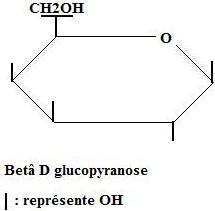 CH2OH
O
Betâ D glucopyranose
| : représente OH